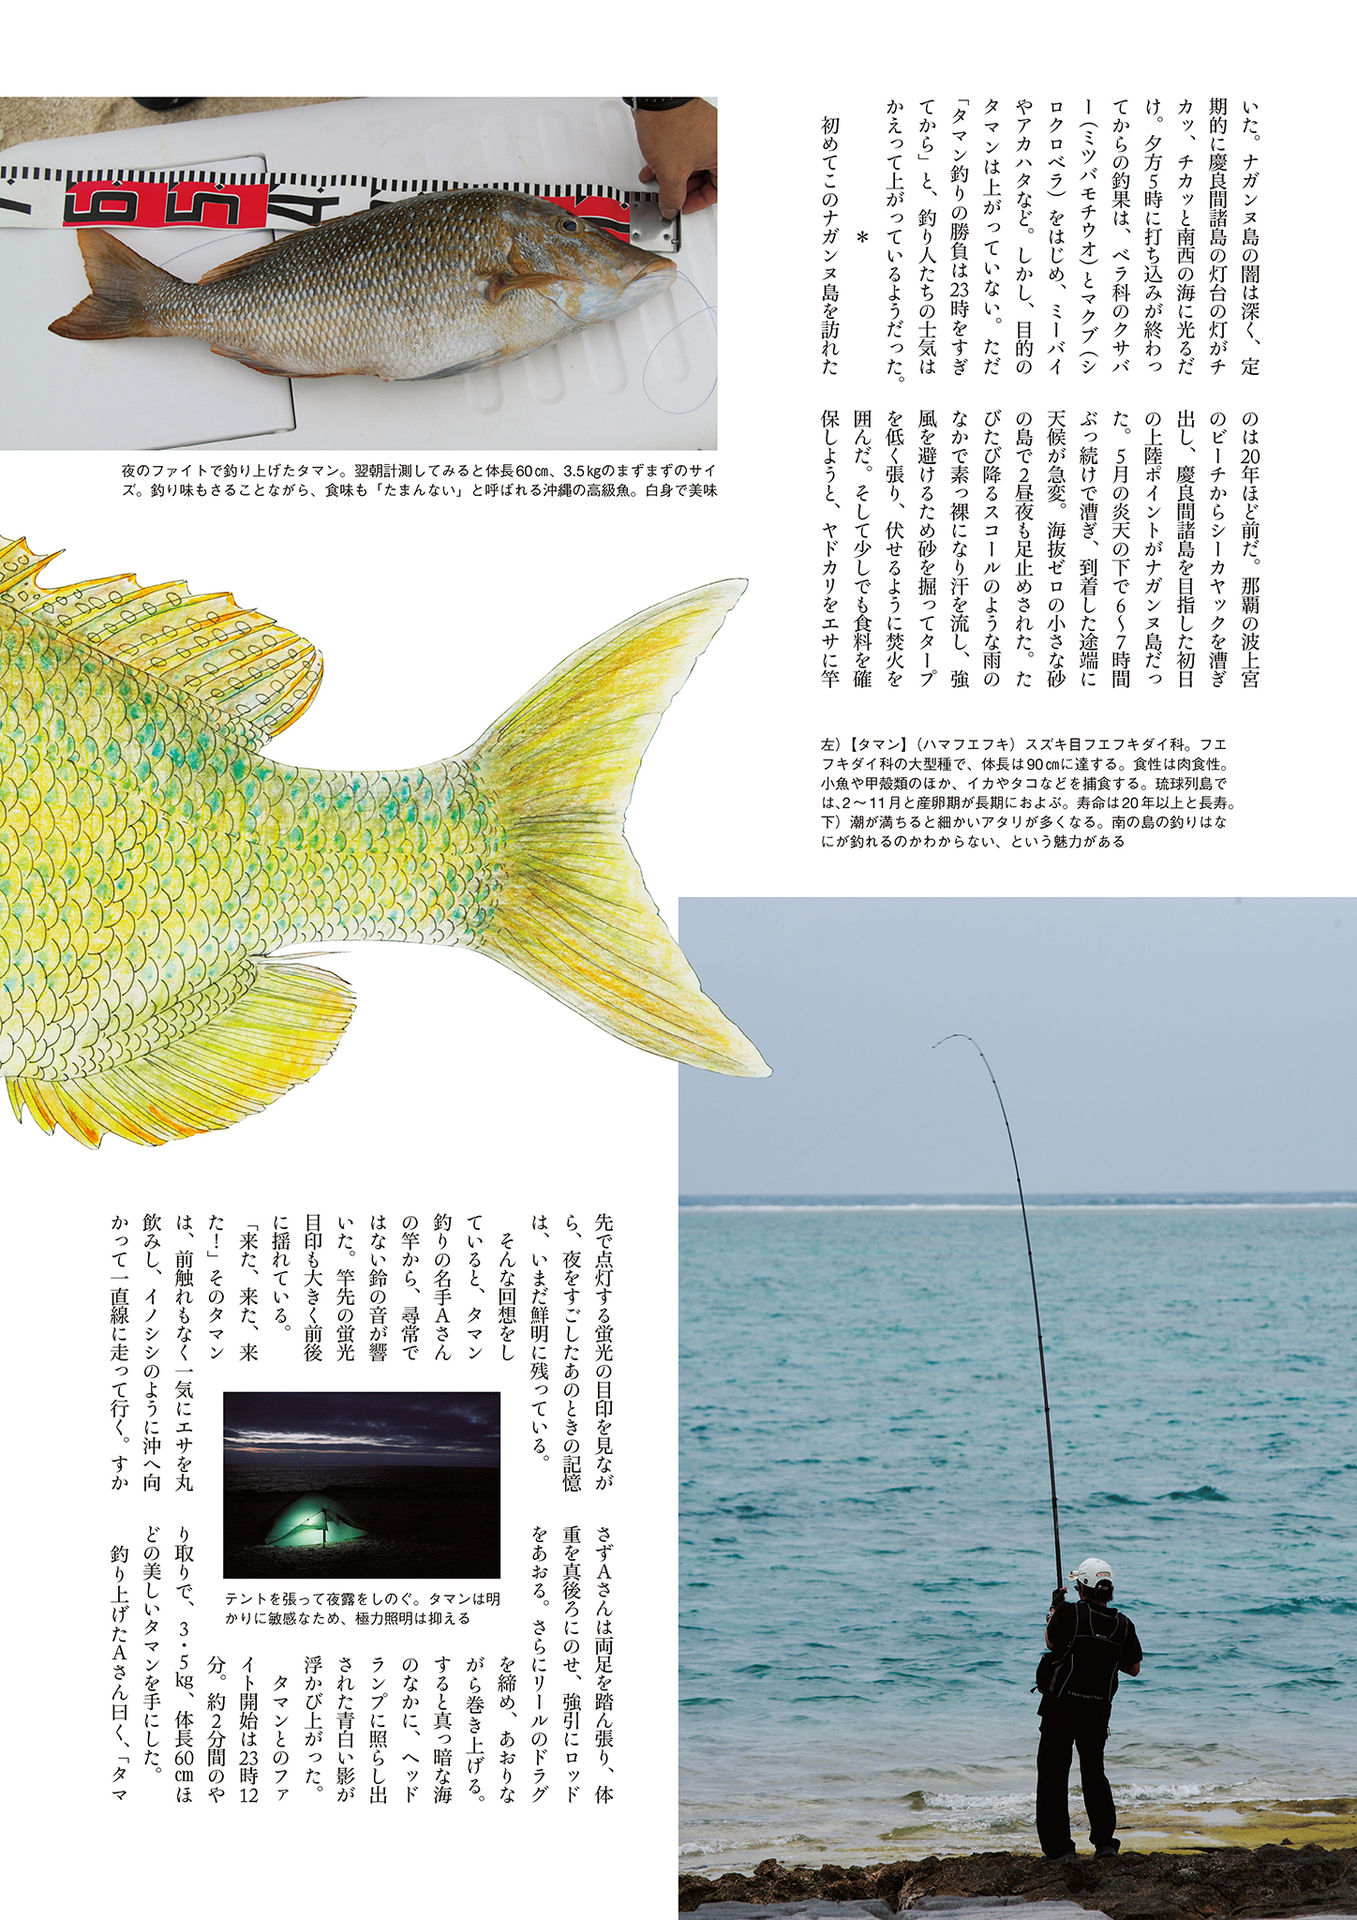 いた。ナガンヌ島の闇は深く、定
期的に慶良間諸島の灯台の灯がチ
カッ、チカッと南西の海に光るだ
け。夕方5時に打ち込みが終わっ
てからの釣果は、ベラ科のクサバ
ー（ミツバモチウオ）とマクブ（シ
ロクロベラ）をはじめ、ミーバイ
やアカハタなど。しかし、目的の
タマンは上がっていない。ただ
「タマン釣りの勝負は23時をすぎ
てから」と、釣り人たちの士気は
かえって上がっているようだった。
＊
初めてこのナガンヌ島を訪れた
のは20年ほど前だ。那覇の波上宮
のビーチからシーカヤックを漕ぎ
出し、慶良間諸島を目指した初日
の上陸ポイントがナガンヌ島だっ
た。5月の炎天の下で6〜7時間
ぶっ続けで漕ぎ、到着した途端に
天候が急変。海抜ゼロの小さな砂
の島で2昼夜も足止めされた。た
びたび降るスコールのような雨の
なかで素っ裸になり汗を流し、強
風を避けるため砂を掘ってタープ
を低く張り、伏せるように焚火を
囲んだ。そして少しでも食料を確
保しようと、ヤドカリをエサに竿
6 5 4
夜のファイトで釣り上げたタマン。翌朝計測してみると体長60㎝、3.5㎏のまずまずのサイ
ズ。釣り味もさることながら、食味も「たまんない」と呼ばれる沖縄の高級魚。白身で美味
左）【タマン】（ハマフエフキ）スズキ目フエフキダイ科。フエ
フキダイ科の大型種で、体長は90㎝に達する。食性は肉食性。
小魚や甲殻類のほか、イカやタコなどを捕食する。琉球列島で
は、2〜11月と産卵期が長期におよぶ。寿命は20年以上と長寿。
下）潮が満ちると細かいアタリが多くなる。南の島の釣りはな
にが釣れるのかわからない、という魅力がある
先で点灯する蛍光の目印を見なが
ら、夜をすごしたあのときの記憶
は、いまだ鮮明に残っている。
そんな回想をし
ていると、タマン
釣りの名手Aさん
の竿から、尋常で
はない鈴の音が響
いた。竿先の蛍光
目印も大きく前後
に揺れている。
「来た、来た、来
た！」そのタマン
は、前触れもなく一気にエサを丸
飲みし、イノシシのように沖へ向
かって一直線に走って行く。すか
さずAさんは両足を踏ん張り、体
重を真後ろにのせ、強引にロッド
をあおる。さらにリールのドラグ
を締め、あおりな
がら巻き上げる。
すると真っ暗な海
のなかに、ヘッド
ランプに照らし出
された青白い影が
浮かび上がった。
タマンとのファ
イト開始は23時12
分。約2分間のや
り取りで、3・5㎏、体長60㎝ほ
どの美しいタマンを手にした。
釣り上げたAさん曰く、「タマ
テントを張って夜露をしのぐ。タマンは明
かりに敏感なため、極力照明は抑える